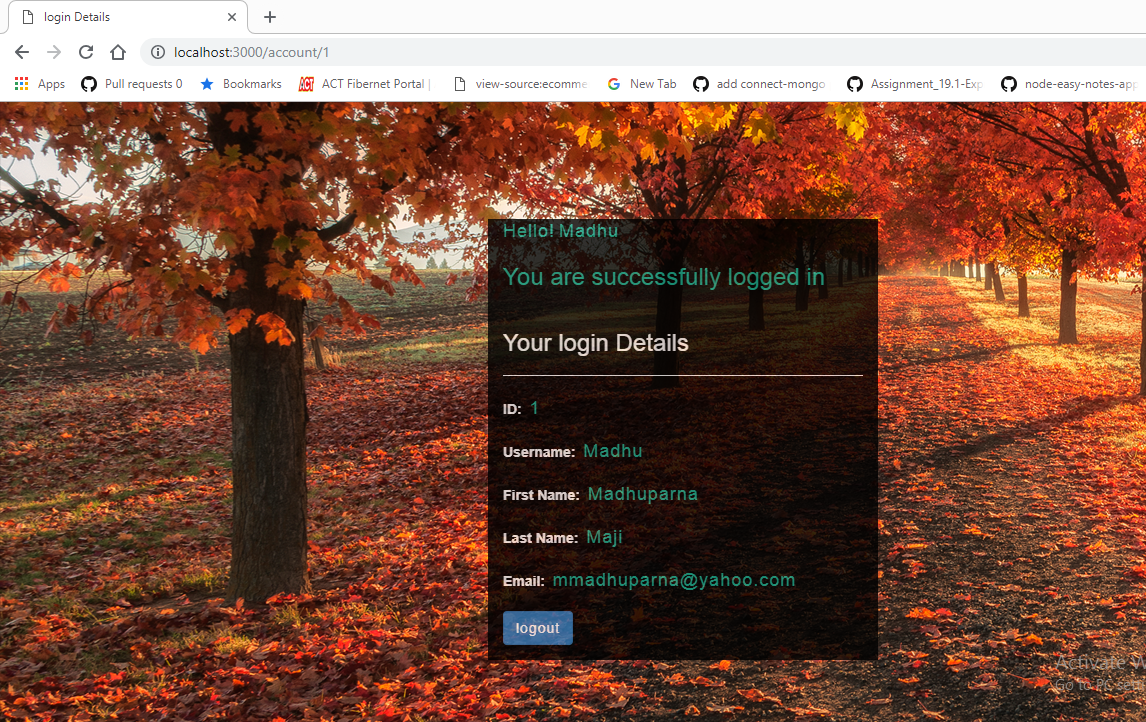 login Details
localhost:3000/account/1
Apps Pull requests 0 Bookmarks ACT Fibernet Portal | view-source:ecomme New Tab add connect-mongo Assignment_19.1-Exp node-easy-notes-app
Hello! Madhu
You are successfully logged in
Your login Details
ID: 1
Username: Madhu
First Name: Madhuparna
Last Name: Maji
Email: mmadhuparna@yahoo.com
logout
Activate W
Go to PC sett